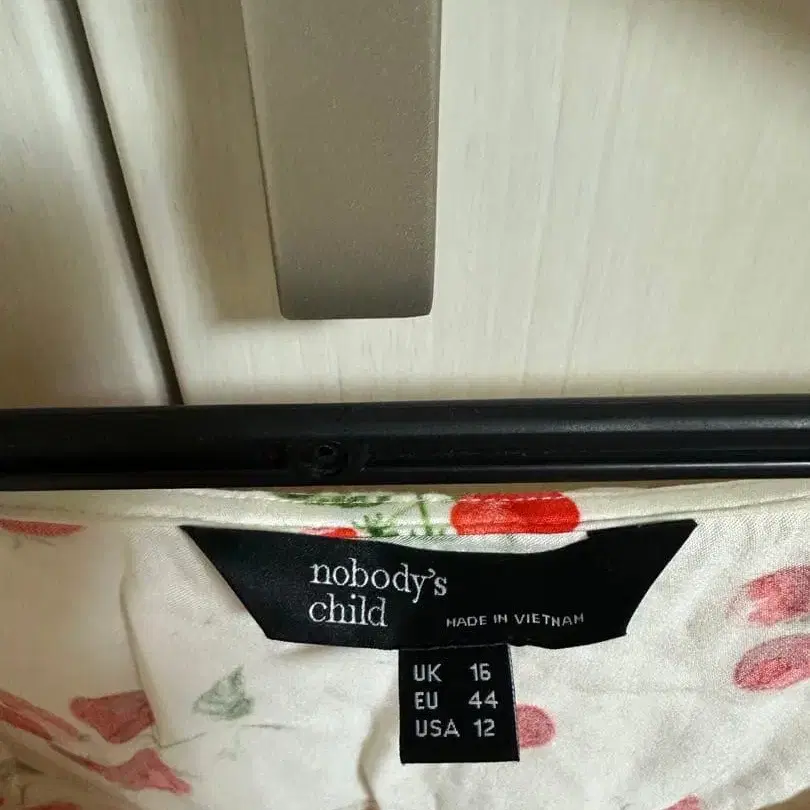 nobody's
child
MADE IN VIETNAM
UK 16
EU 44
USA 12